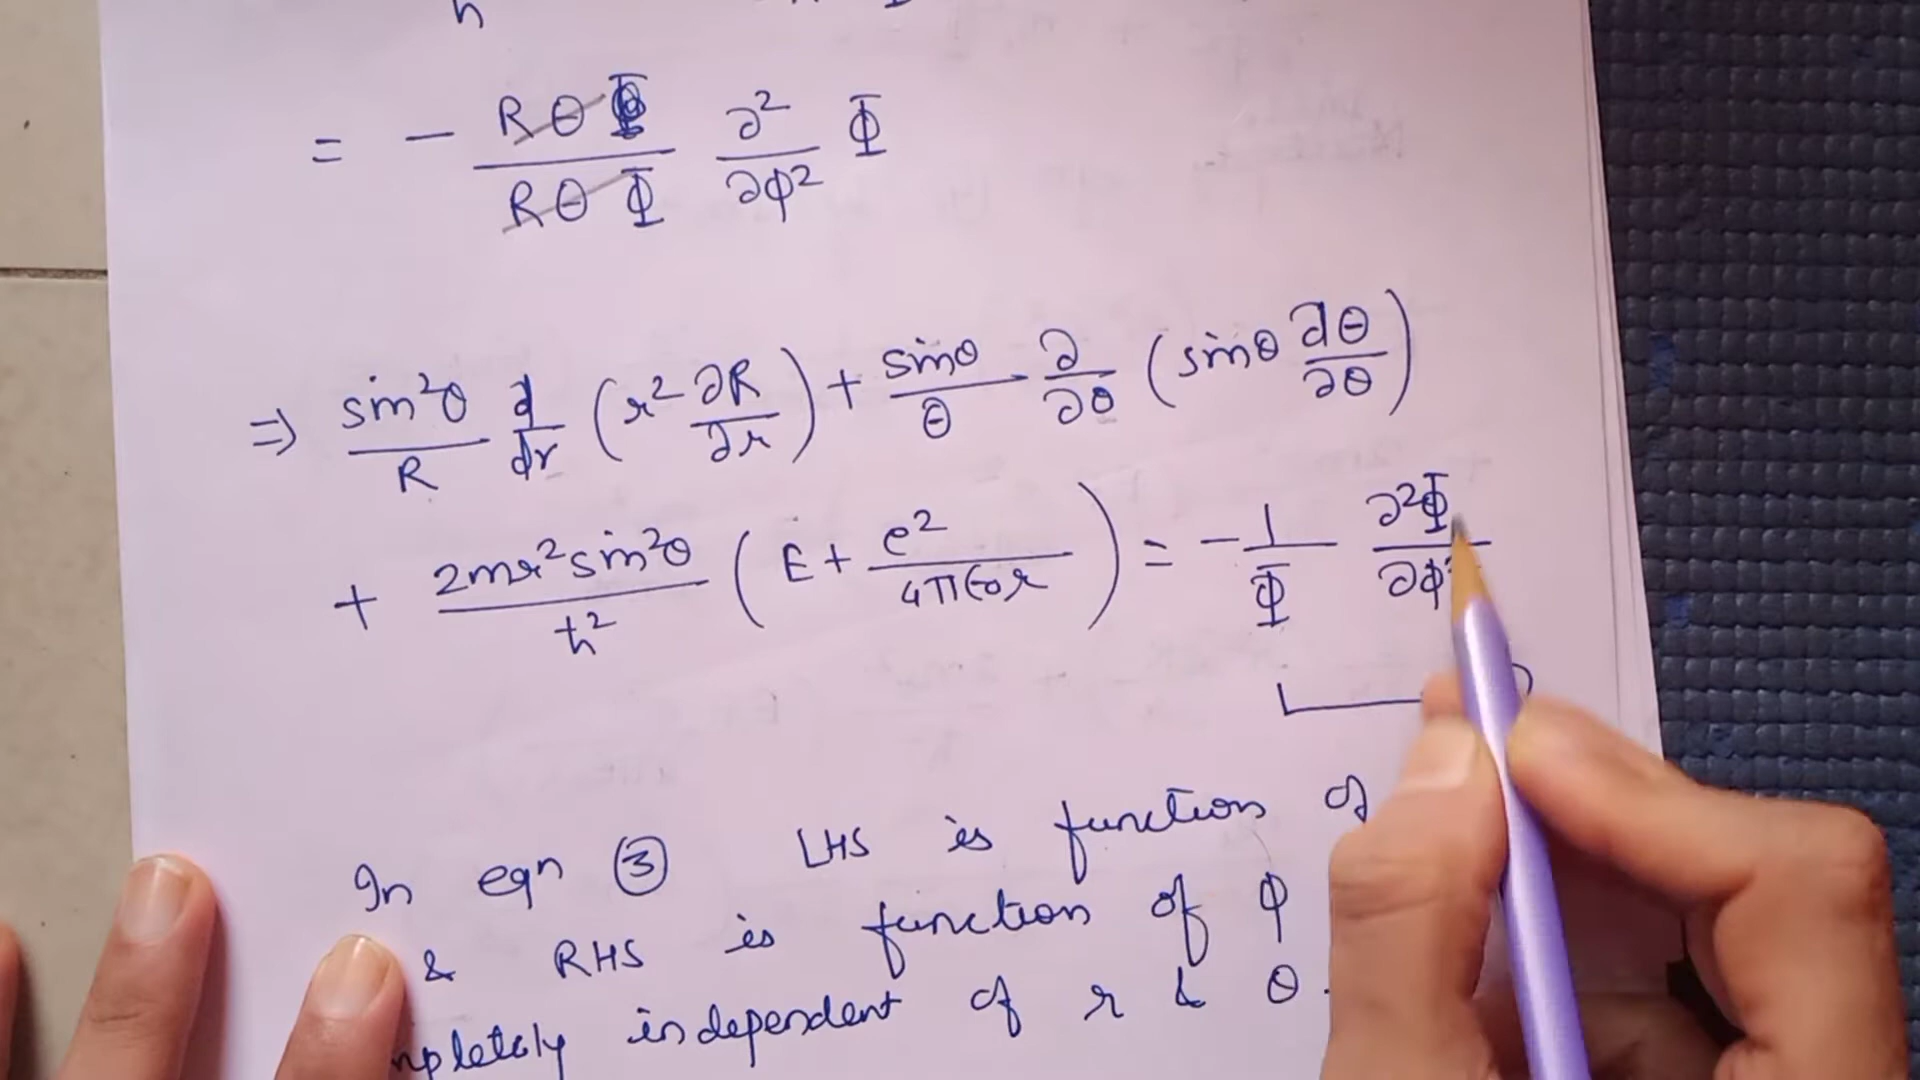 ħ
= − RΘΦ/RΘΦ ∂²/∂φ² Φ
⇒ sin²θ/R d/dr (r² ∂R/∂r) + sinθ/Θ ∂/∂θ (sinθ ∂Θ/∂θ)
+ 2mr²sin²θ/ħ² (E + e²/4πε₀r) = −1/Φ ∂²Φ/∂φ²
In eqn ③ LHS is function of
& RHS is function of φ
mpletely independent of r & θ.